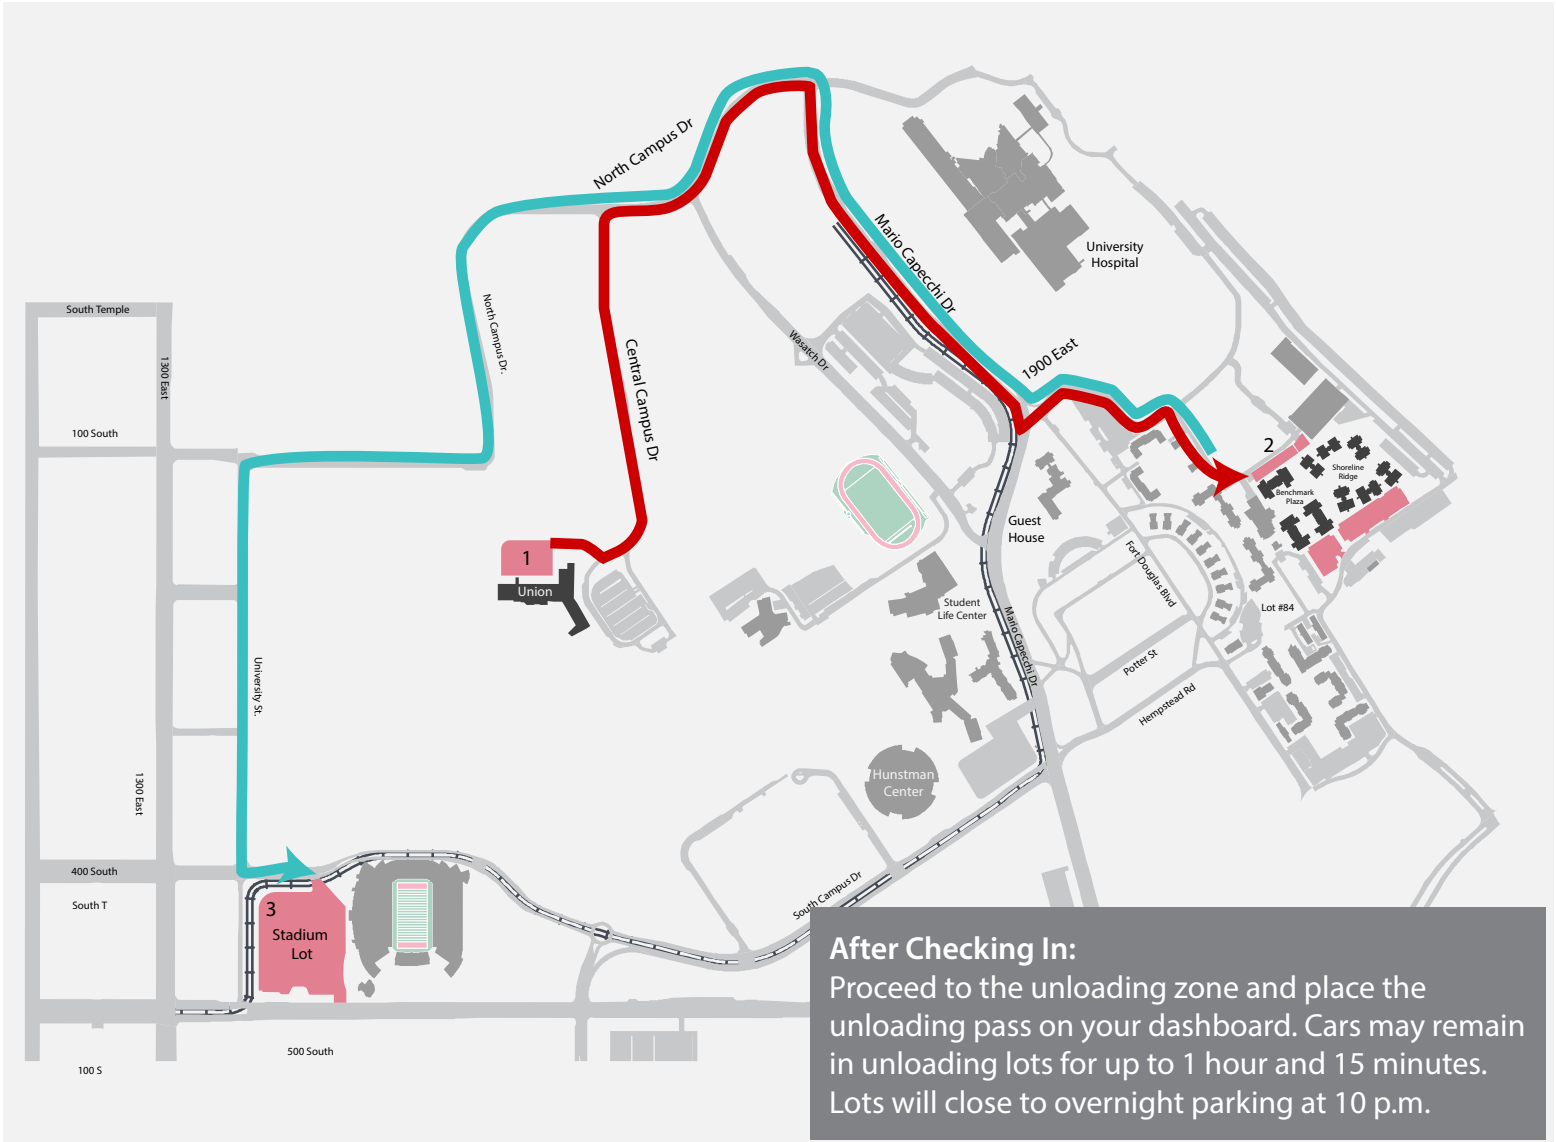 North Campus Dr
Mario Capecchi Dr
University
Hospital
South Temple
North Campus Dr.
Wasatch Dr
1900 East
1300 East
Central Campus Dr
100 South
2
Shoreline
Ridge
Benchmark
Plaza
Guest
House
1
Union
Fort Douglas Blvd
Student
Life Center
Lot #84
Mario Capecchi Dr
University St.
Potter St
Hempstead Rd
1300 East
Hunstman
Center
400 South
South T
South Campus Dr
3
Stadium
Lot
500 South
100 S
After Checking In:
Proceed to the unloading zone and place the
unloading pass on your dashboard. Cars may remain
in unloading lots for up to 1 hour and 15 minutes.
Lots will close to overnight parking at 10 p.m.